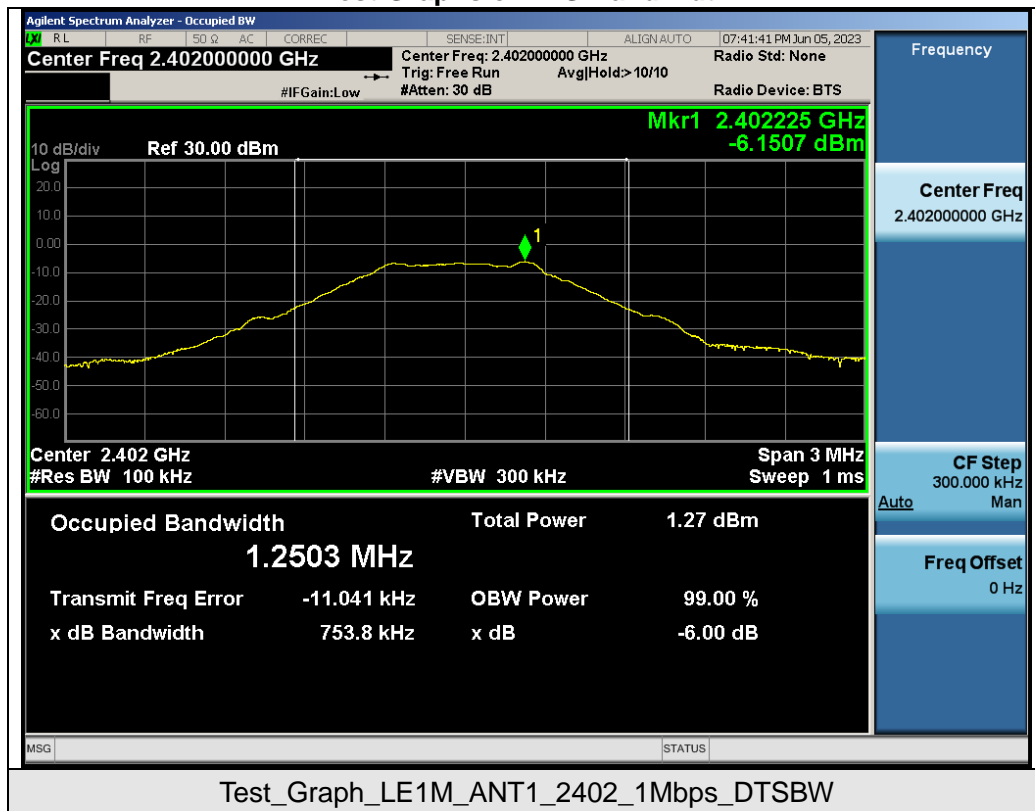 Agilent Spectrum Analyzer - Occupied BW
LXI RL RF 50 Ω AC CORREC SENSE:INT ALIGN AUTO 07:41:41 PM Jun 05, 2023
Center Freq 2.402000000 GHz
Center Freq: 2.402000000 GHz Radio Std: None
Trig: Free Run Avg|Hold:>10/10
#IFGain:Low #Atten: 30 dB Radio Device: BTS
Mkr1 2.402225 GHz
-6.1507 dBm
10 dB/div Ref 30.00 dBm
Log
20.0
10.0
0.00
-10.0
-20.0
-30.0
-40.0
-50.0
-60.0
1
Center 2.402 GHz Span 3 MHz
#Res BW 100 kHz #VBW 300 kHz Sweep 1 ms
Occupied Bandwidth Total Power 1.27 dBm
1.2503 MHz
Transmit Freq Error -11.041 kHz OBW Power 99.00 %
x dB Bandwidth 753.8 kHz x dB -6.00 dB
MSG STATUS
Frequency
Center Freq
2.402000000 GHz
CF Step
300.000 kHz
Auto Man
Freq Offset
0 Hz
Test_Graph_LE1M_ANT1_2402_1Mbps_DTSBW